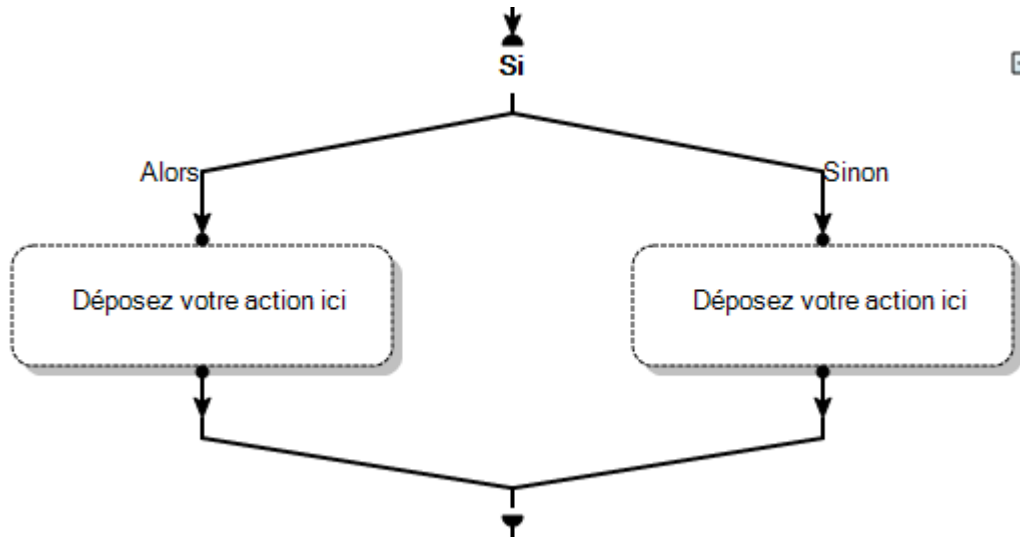 Si
Alors
Sinon
Déposez votre action ici
Déposez votre action ici